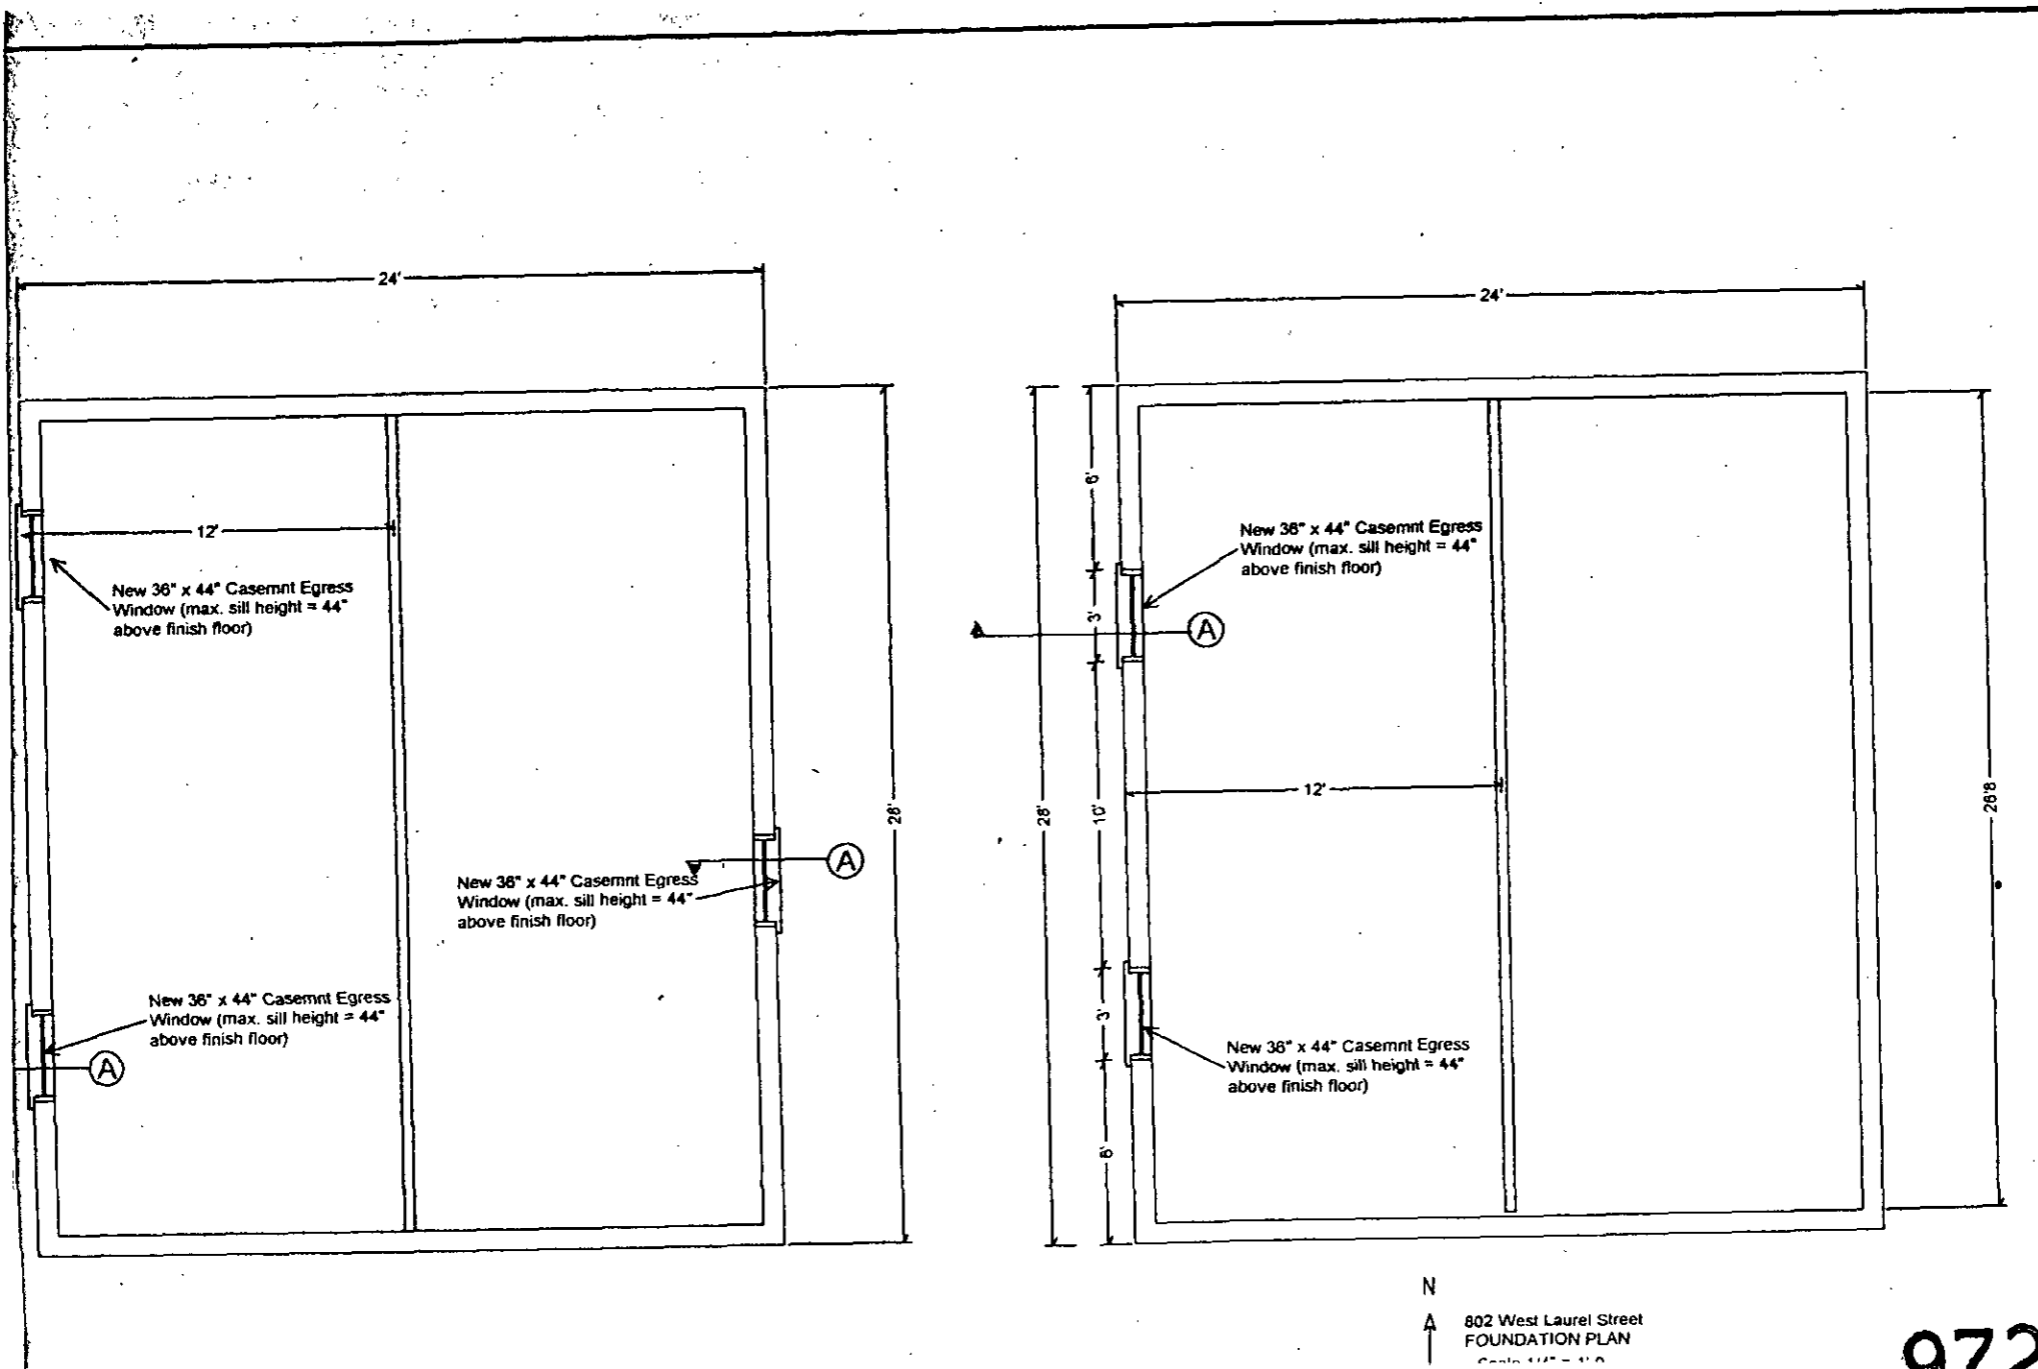 24'
24'
12'
New 36" x 44" Casemnt Egress
Window (max. sill height = 44"
above finish floor)
6'
New 36" x 44" Casemnt Egress
Window (max. sill height = 44"
above finish floor)
3'
A
28'
28'
10'
12'
26'8
A
New 36" x 44" Casemnt Egress
Window (max. sill height = 44"
above finish floor)
New 36" x 44" Casemnt Egress
Window (max. sill height = 44"
above finish floor)
A
3'
New 36" x 44" Casemnt Egress
Window (max. sill height = 44"
above finish floor)
6'
N
802 West Laurel Street
FOUNDATION PLAN
972